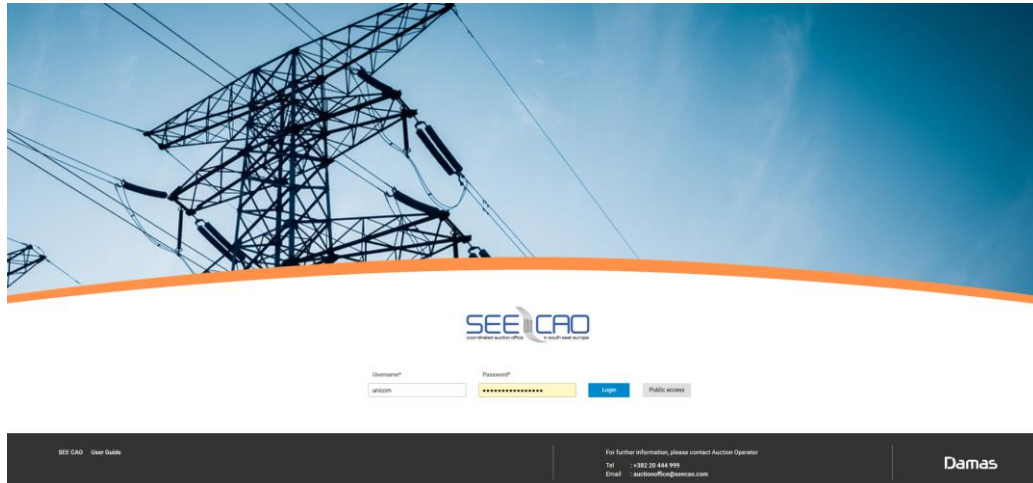 SEE CAO
coordinated auction office in south east europe
Username* Password*
unicorn •••••••••••••••• Login Public access
SEE CAO User Guide
For further information, please contact Auction Operator
Tel : +382 20 444 999
Email : auctionoffice@seecao.com
Damas